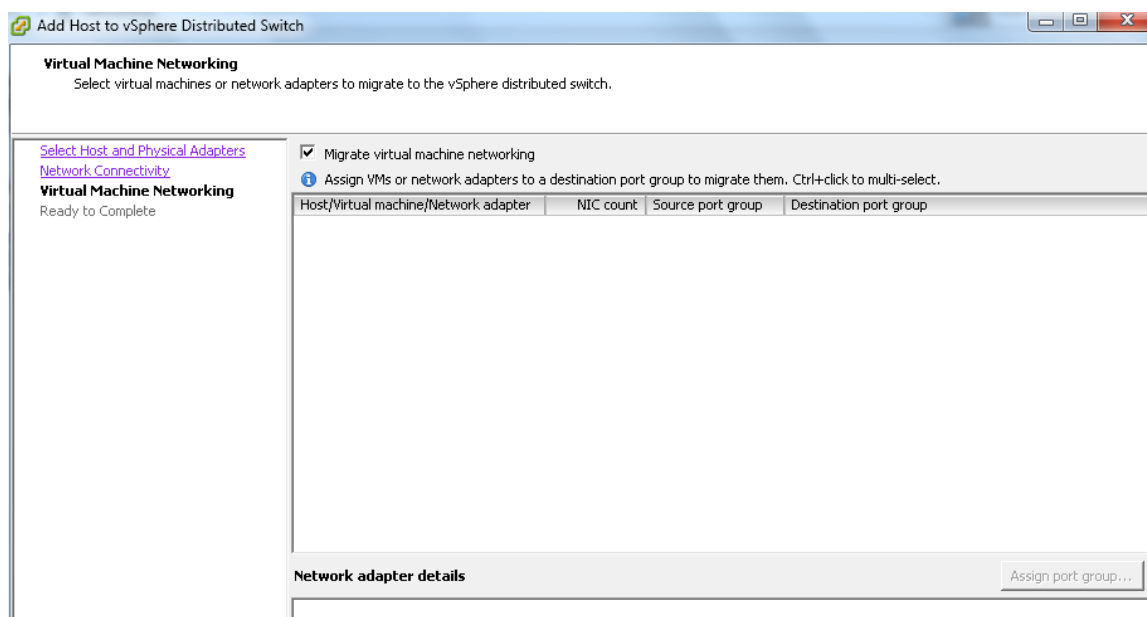 Add Host to vSphere Distributed Switch
Virtual Machine Networking
Select virtual machines or network adapters to migrate to the vSphere distributed switch.
Select Host and Physical Adapters
Network Connectivity
Virtual Machine Networking
Ready to Complete
Migrate virtual machine networking
Assign VMs or network adapters to a destination port group to migrate them. Ctrl+click to multi-select.
Host/Virtual machine/Network adapter NIC count Source port group Destination port group
Network adapter details Assign port group...